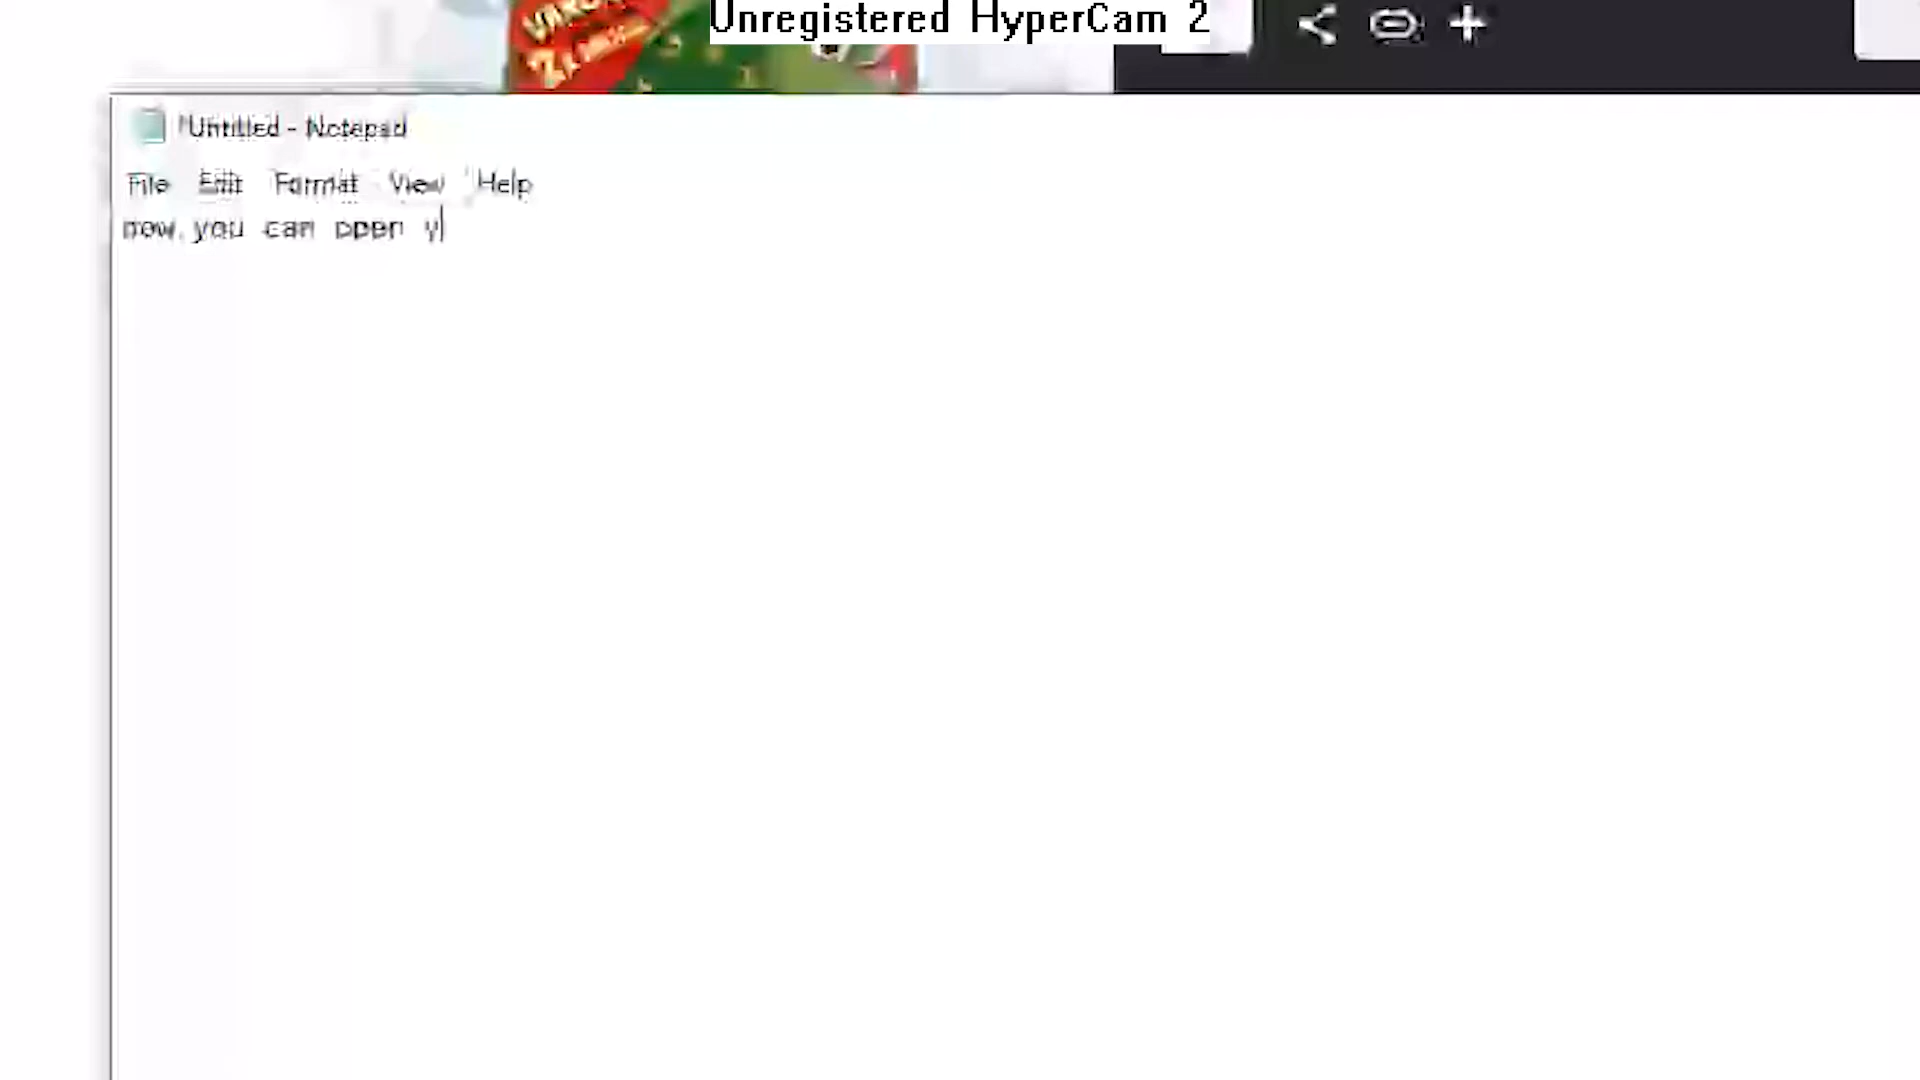 Unregistered HyperCam 2
*Untitled - Notepad
File Edit Format View Help
now, you can open y